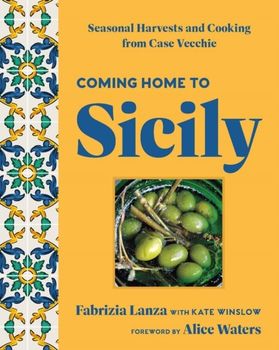 Seasonal Harvests and Cooking
from Case Vecchie
COMING HOME TO
Sicily
Fabrizia Lanza WITH KATE WINSLOW
FOREWORD BY Alice Waters